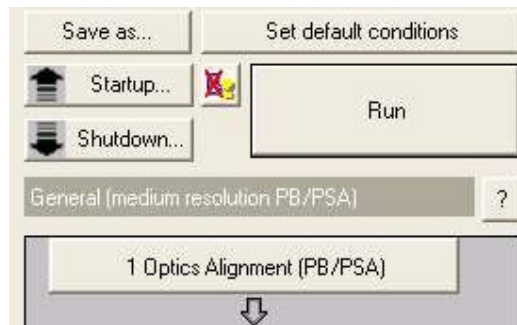 Save as... Set default conditions
Startup... Run
Shutdown...
General (medium resolution PB/PSA) ?
1 Optics Alignment (PB/PSA)